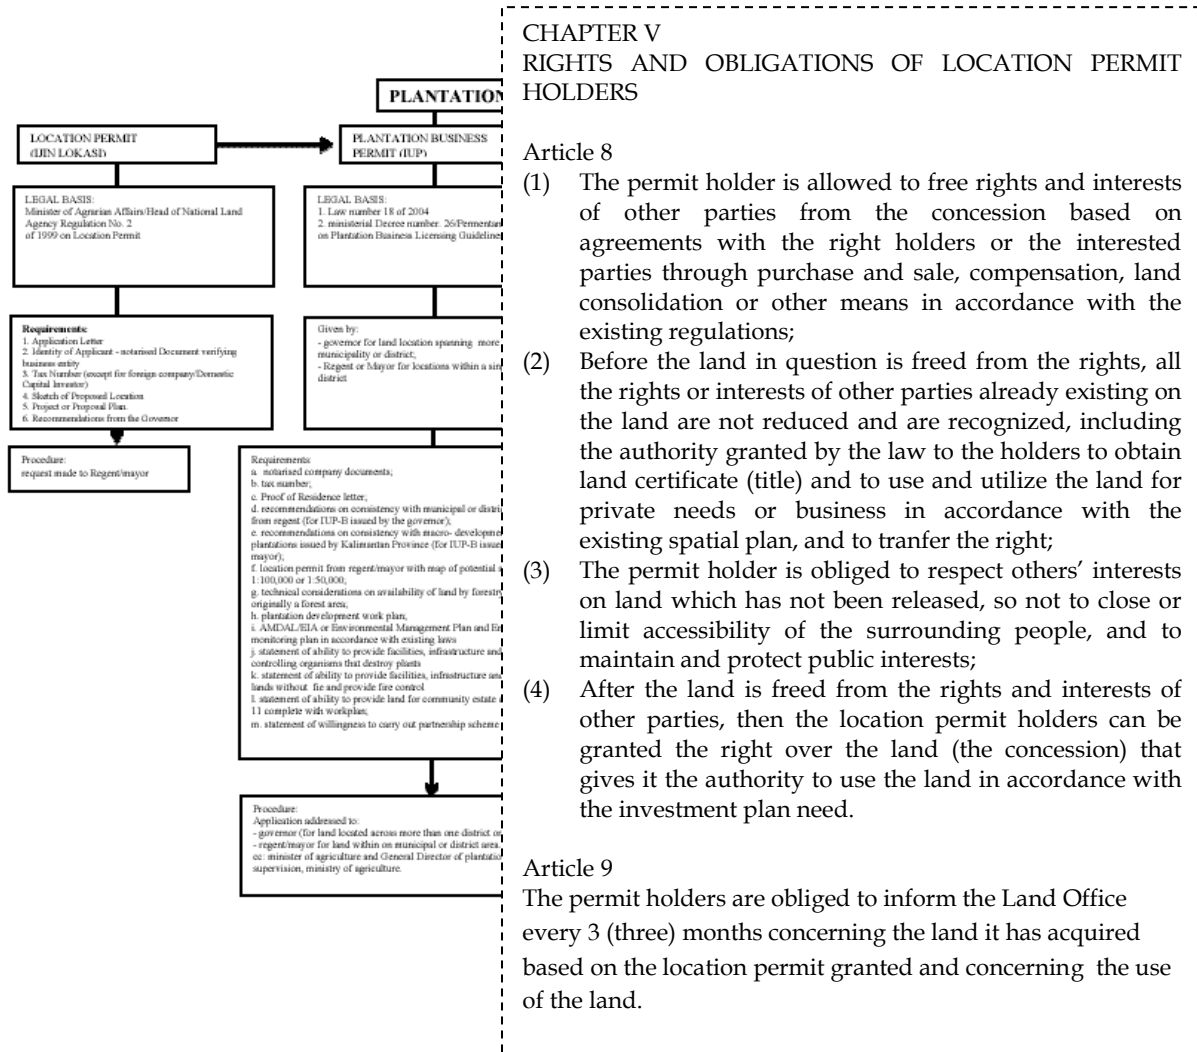 PLANTATION
LOCATION PERMIT
(IJIN LOKASI)
PLANTATION BUSINESS
PERMIT (IUP)
LEGAL BASIS:
Minister of Agrarian Affairs/Head of National Land
Agency Regulation No. 2
of 1999 on Location Permit
LEGAL BASIS:
1. Law number 18 of 2004
2. ministerial Decree number. 26/Permentan
on Plantation Business Licensing Guideline
Requirements:
1. Application Letter
2. Identity of Applicant - notarised Document verifying
business entity
3. Tax Number (except for foreign company/Domestic
Capital Investor)
4. Sketch of Proposed Location
5. Project or Proposal Plan.
6. Recommendations from the Governor
Given by:
- governor for land location spanning more
municipality or district;
- Regent or Mayor for locations within a sin
district
Procedure:
request made to Regent/mayor
Requirements
a. notarised company documents;
b. tax number;
c. Proof of Residence letter;
d. recommendations on consistency with municipal or distri
from regent (for IUP-B issued by the governor);
e. recommendations on consistency with macro- developme
plantations issued by Kalimantan Province (for IUP-B issue
mayor);
f. location permit from regent/mayor with map of potential
1:100,000 or 1:50,000;
g. technical considerations on availability of land by forestry
originally a forest area;
h. plantation development work plan;
i. AMDAL/EIA or Environmental Management Plan and En
monitoring plan in accordance with existing laws
j. statement of ability to provide facilities, infrastructure and
controlling organisms that destroy plants
k. statement of ability to provide facilities, infrastructure an
lands without fie and provide fire control
l. statement of ability to provide land for community estate
11 complete with workplan;
m. statement of willingness to carry out partnership scheme
Procedure:
Application addressed to:
- governor (for land located across more than one district or
- regent/mayor for land within on municipal or district area.
cc: minister of agriculture and General Director of plantatio
supervision, ministry of agriculture.
CHAPTER V
RIGHTS AND OBLIGATIONS OF LOCATION PERMIT
HOLDERS
Article 8
(1) The permit holder is allowed to free rights and interests
of other parties from the concession based on
agreements with the right holders or the interested
parties through purchase and sale, compensation, land
consolidation or other means in accordance with the
existing regulations;
(2) Before the land in question is freed from the rights, all
the rights or interests of other parties already existing on
the land are not reduced and are recognized, including
the authority granted by the law to the holders to obtain
land certificate (title) and to use and utilize the land for
private needs or business in accordance with the
existing spatial plan, and to tranfer the right;
(3) The permit holder is obliged to respect others' interests
on land which has not been released, so not to close or
limit accessibility of the surrounding people, and to
maintain and protect public interests;
(4) After the land is freed from the rights and interests of
other parties, then the location permit holders can be
granted the right over the land (the concession) that
gives it the authority to use the land in accordance with
the investment plan need.
Article 9
The permit holders are obliged to inform the Land Office
every 3 (three) months concerning the land it has acquired
based on the location permit granted and concerning the use
of the land.